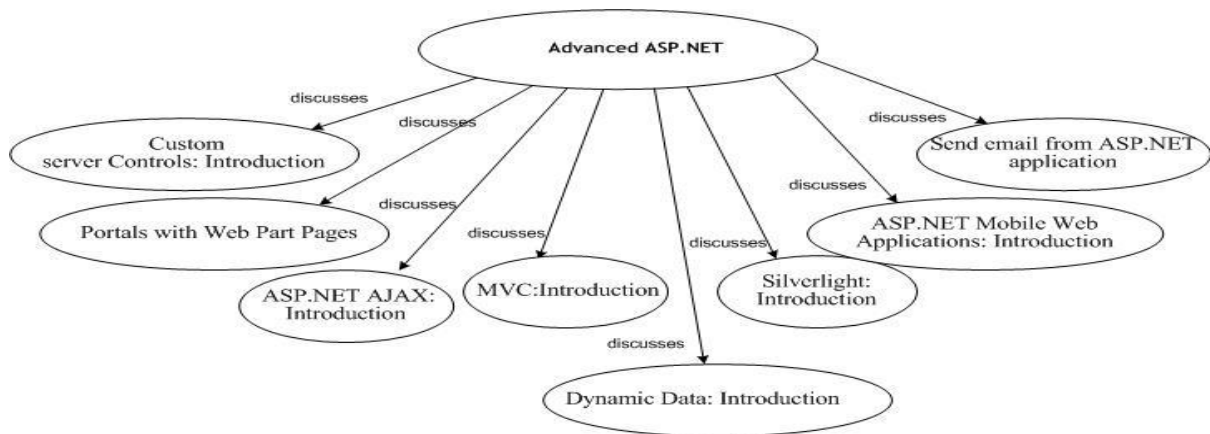 Advanced ASP.NET
discusses
discusses
discusses
discusses
discusses
discusses
discusses
discusses
Custom
server Controls: Introduction
Send email from ASP.NET
application
Portals with Web Part Pages
ASP.NET Mobile Web
Applications: Introduction
ASP.NET AJAX:
Introduction
MVC:Introduction
Silverlight:
Introduction
Dynamic Data: Introduction